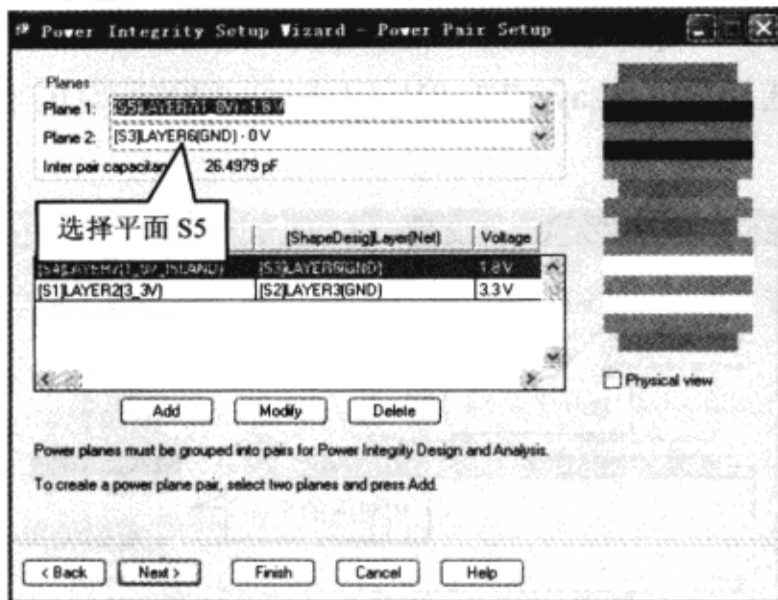 Power Integrity Setup Wizard - Power Pair Setup
Planes
Plane 1:
Plane 2: [S3]LAYER6(GND) - 0 V
Inter pair 26.4979 pF
选择平面 S5
[ShapeDesig]Layer(Net) Voltage
[S3]LAYER6(GND) 1.8 V
[S1]LAYER2(3_3V) [S2]LAYER3(GND) 3.3 V
Physical view
Add Modify Delete
Power planes must be grouped into pairs for Power Integrity Design and Analysis.
To create a power plane pair, select two planes and press Add.
< Back Next > Finish Cancel Help